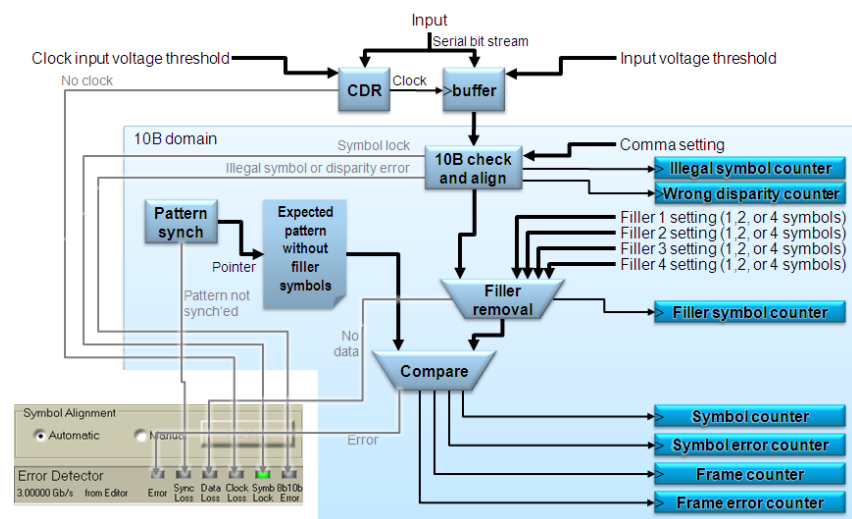 Input
Serial bit stream
Clock input voltage threshold
Input voltage threshold
No clock
CDR
Clock
>buffer
10B domain
Symbol lock
Illegal symbol or disparity error
10B check
and align
Comma setting
> Illegal symbol counter
> Wrong disparity counter
Pattern
synch
Expected
pattern
without
filler
symbols
Pointer
Filler 1 setting (1,2, or 4 symbols)
Filler 2 setting (1,2, or 4 symbols)
Filler 3 setting (1,2, or 4 symbols)
Filler 4 setting (1,2, or 4 symbols)
Pattern not
synch'ed
Filler
removal
> Filler symbol counter
No
data
Compare
Symbol Alignment
Automatic
Manual
Error
> Symbol counter
> Symbol error counter
> Frame counter
> Frame error counter
Error Detector
3.00000 Gb/s from Editor
Error
Sync
Loss
Data
Loss
Clock
Loss
Symb
Lock
8b10b
Error